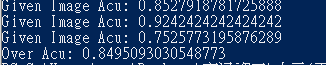 Given Image Acu: 0.8527918781725888
Given Image Acu: 0.9242424242424242
Given Image Acu: 0.7525773195876289
Over Acu: 0.8495093030548773